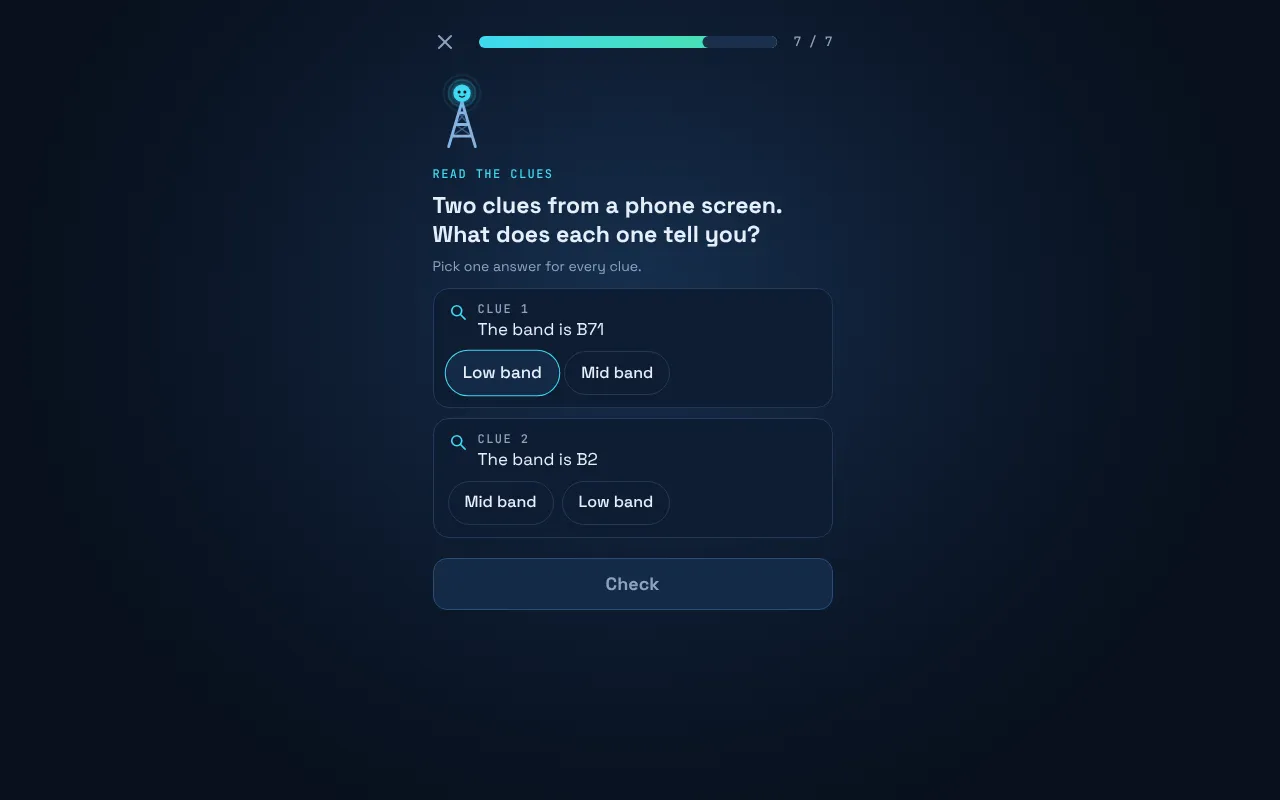 7 / 7
READ THE CLUES
Two clues from a phone screen.
What does each one tell you?
Pick one answer for every clue.
CLUE 1
The band is B71
Low band
Mid band
CLUE 2
The band is B2
Mid band
Low band
Check